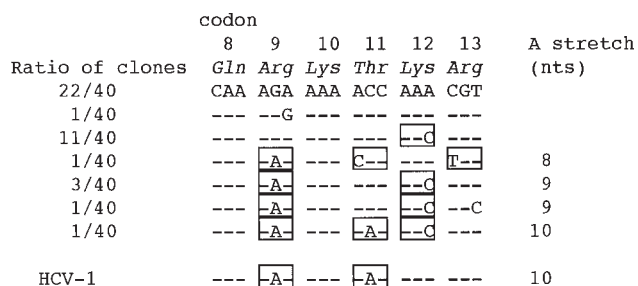 codon
8 9 10 11 12 13 A stretch
Ratio of clones Gln Arg Lys Thr Lys Arg (nts)
22/40 CAA AGA AAA ACC AAA CGT
1/40 --- --G --- --- --- ---
11/40 --- --- --- --- --C ---
1/40 --- -A- --- C-- --- T-- 8
3/40 --- -A- --- --- --C --- 9
1/40 --- -A- --- --- --C --C 9
1/40 --- -A- --- -A- --C --- 10
HCV-1 --- -A- --- -A- --- --- 10